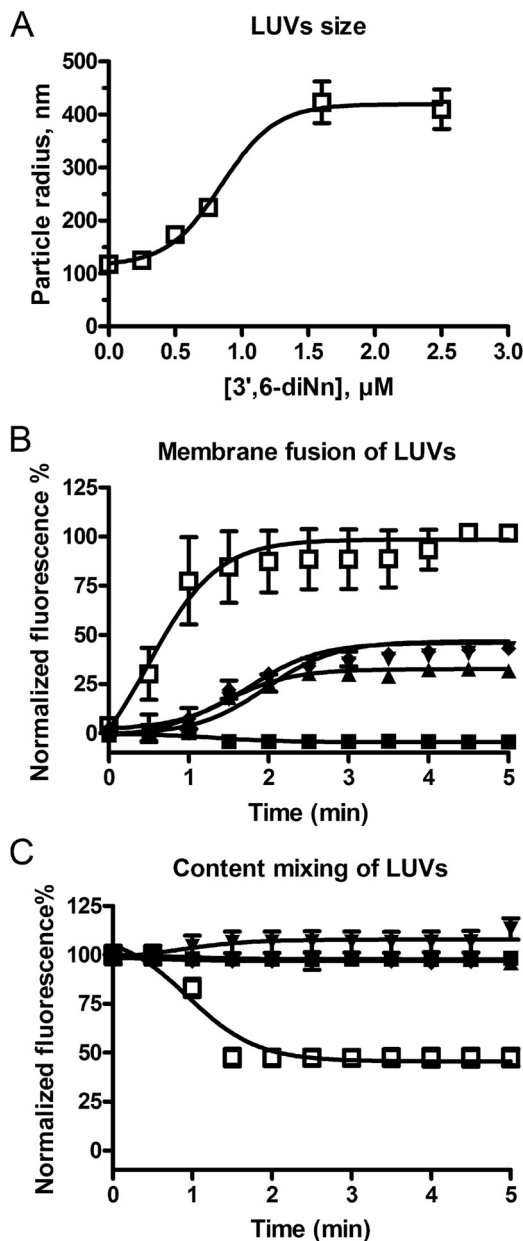 A
LUVs size
500
400
300
200
100
0
Particle radius, nm
0.0 0.5 1.0 1.5 2.0 2.5 3.0
[3',6-diNn], µM
B
Membrane fusion of LUVs
125
100
75
50
25
0
Normalized fluorescence %
0 1 2 3 4 5
Time (min)
C
Content mixing of LUVs
125
100
75
50
25
0
Normalized fluorescence%
0 1 2 3 4 5
Time (min)